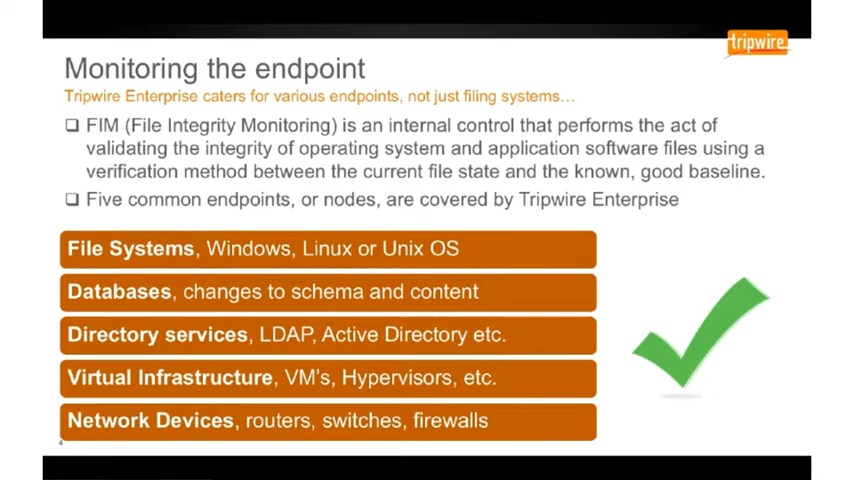 tripwire
Monitoring the endpoint
Tripwire Enterprise caters for various endpoints, not just filing systems…
FIM (File Integrity Monitoring) is an internal control that performs the act of
validating the integrity of operating system and application software files using a
verification method between the current file state and the known, good baseline.
Five common endpoints, or nodes, are covered by Tripwire Enterprise
File Systems, Windows, Linux or Unix OS
Databases, changes to schema and content
Directory services, LDAP, Active Directory etc.
Virtual Infrastructure, VM's, Hypervisors, etc.
Network Devices, routers, switches, firewalls
4